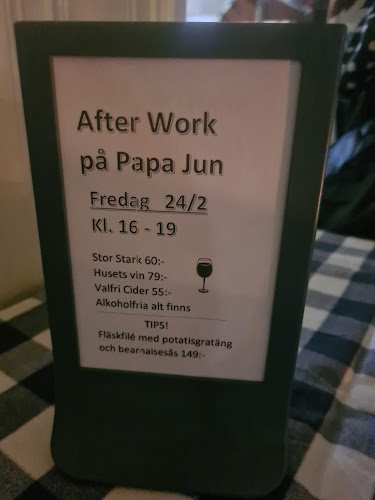 After Work
på Papa Jun
Fredag 24/2
Kl. 16 - 19
Stor Stark 60:-
Husets vin 79:-
Valfri Cider 55:-
Alkoholfria alt finns
TIPS!
Fläskfilé med potatisgratäng
och bearnaisesås 149:-